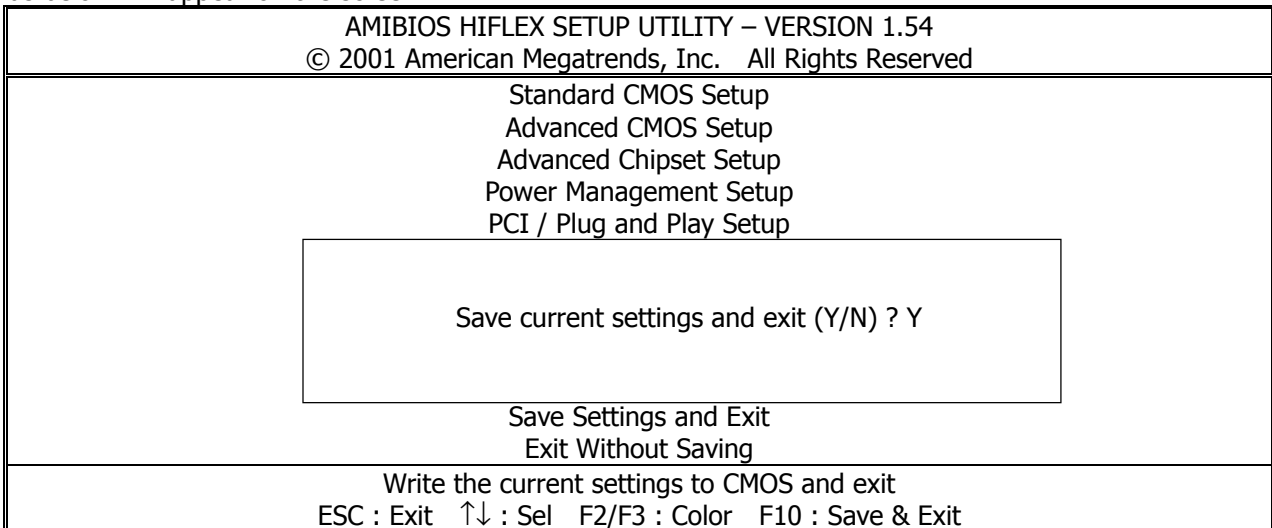 AMIBIOS HIFLEX SETUP UTILITY – VERSION 1.54
© 2001 American Megatrends, Inc. All Rights Reserved
Standard CMOS Setup
Advanced CMOS Setup
Advanced Chipset Setup
Power Management Setup
PCI / Plug and Play Setup
Save current settings and exit (Y/N) ? Y
Save Settings and Exit
Exit Without Saving
Write the current settings to CMOS and exit
ESC : Exit ↑↓ : Sel F2/F3 : Color F10 : Save & Exit